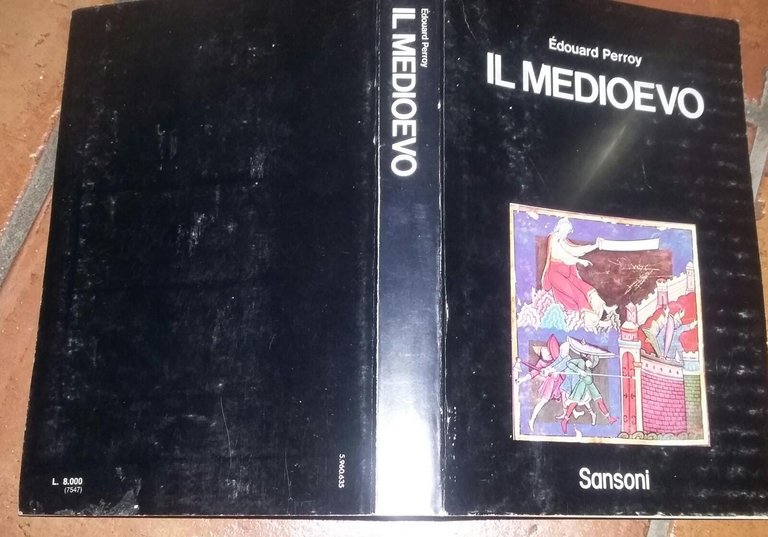 Édouard Perroy
IL MEDIOEVO
Sansoni
Édouard Perroy
IL MEDIOEVO
L. 8.000
(7547)
5.960.635